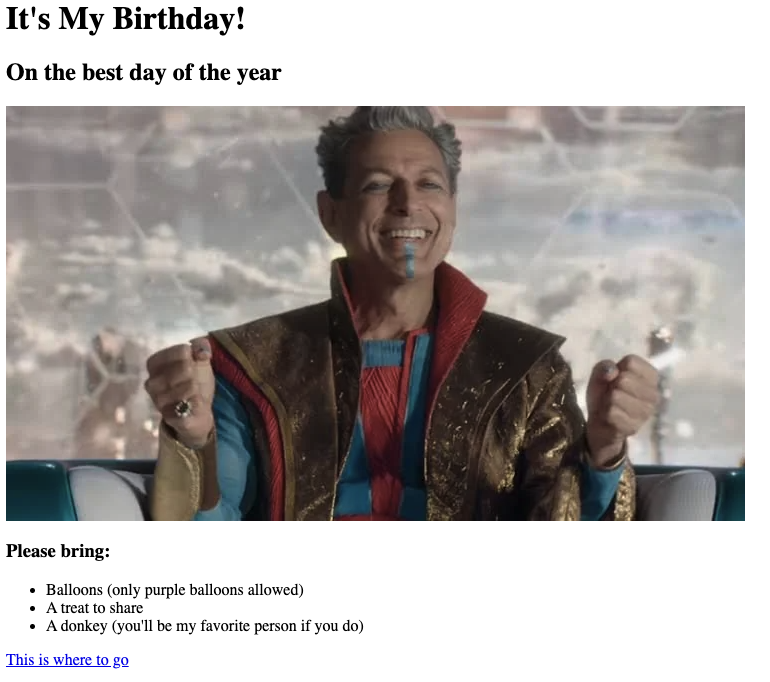 It's My Birthday!
On the best day of the year
Please bring:
Balloons (only purple balloons allowed)
A treat to share
A donkey (you'll be my favorite person if you do)
This is where to go